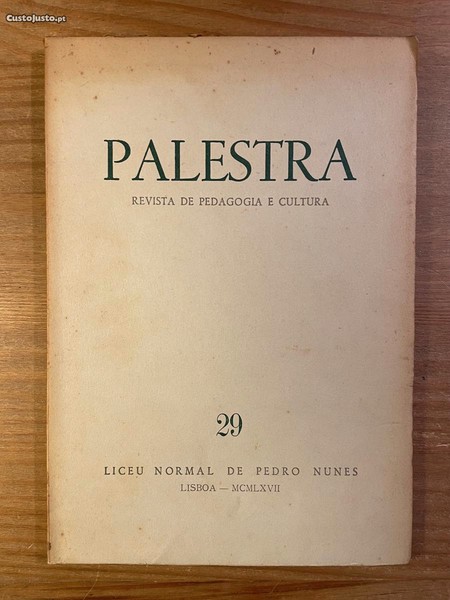 CustoJusto.pt
PALESTRA
REVISTA DE PEDAGOGIA E CULTURA
29
LICEU NORMAL DE PEDRO NUNES
LISBOA — MCMLXVII